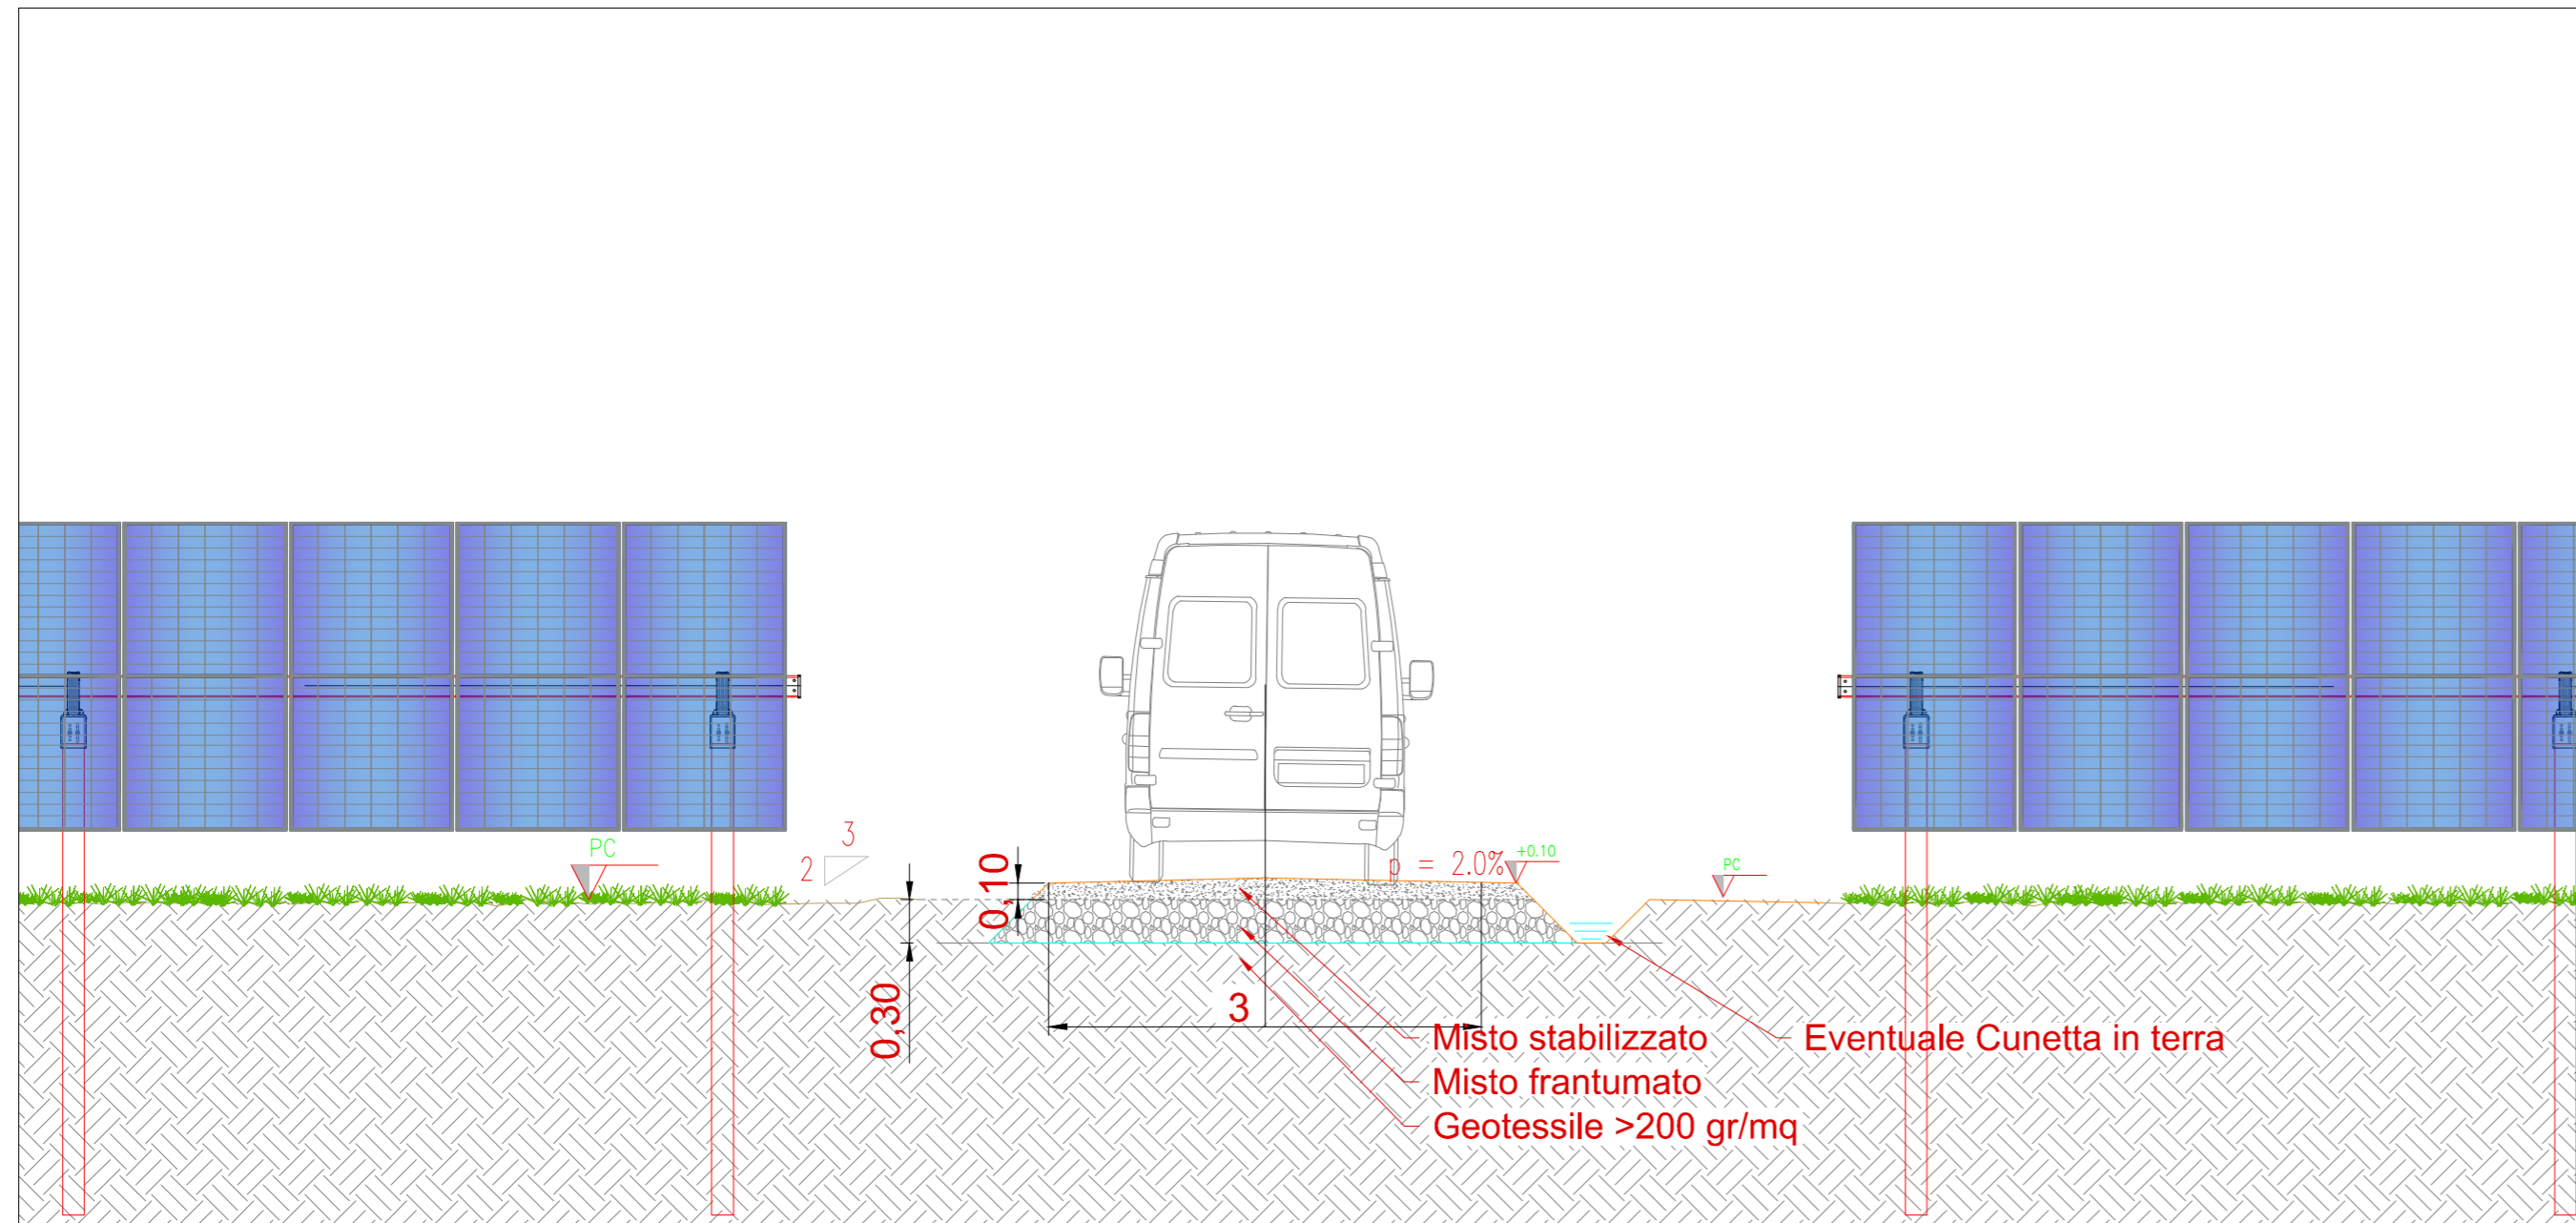 3
2
PC
0,10
p = 2.0%
+0.10
PC
0,30
3
Misto stabilizzato
Eventuale Cunetta in terra
Misto frantumato
Geotessile >200 gr/mq